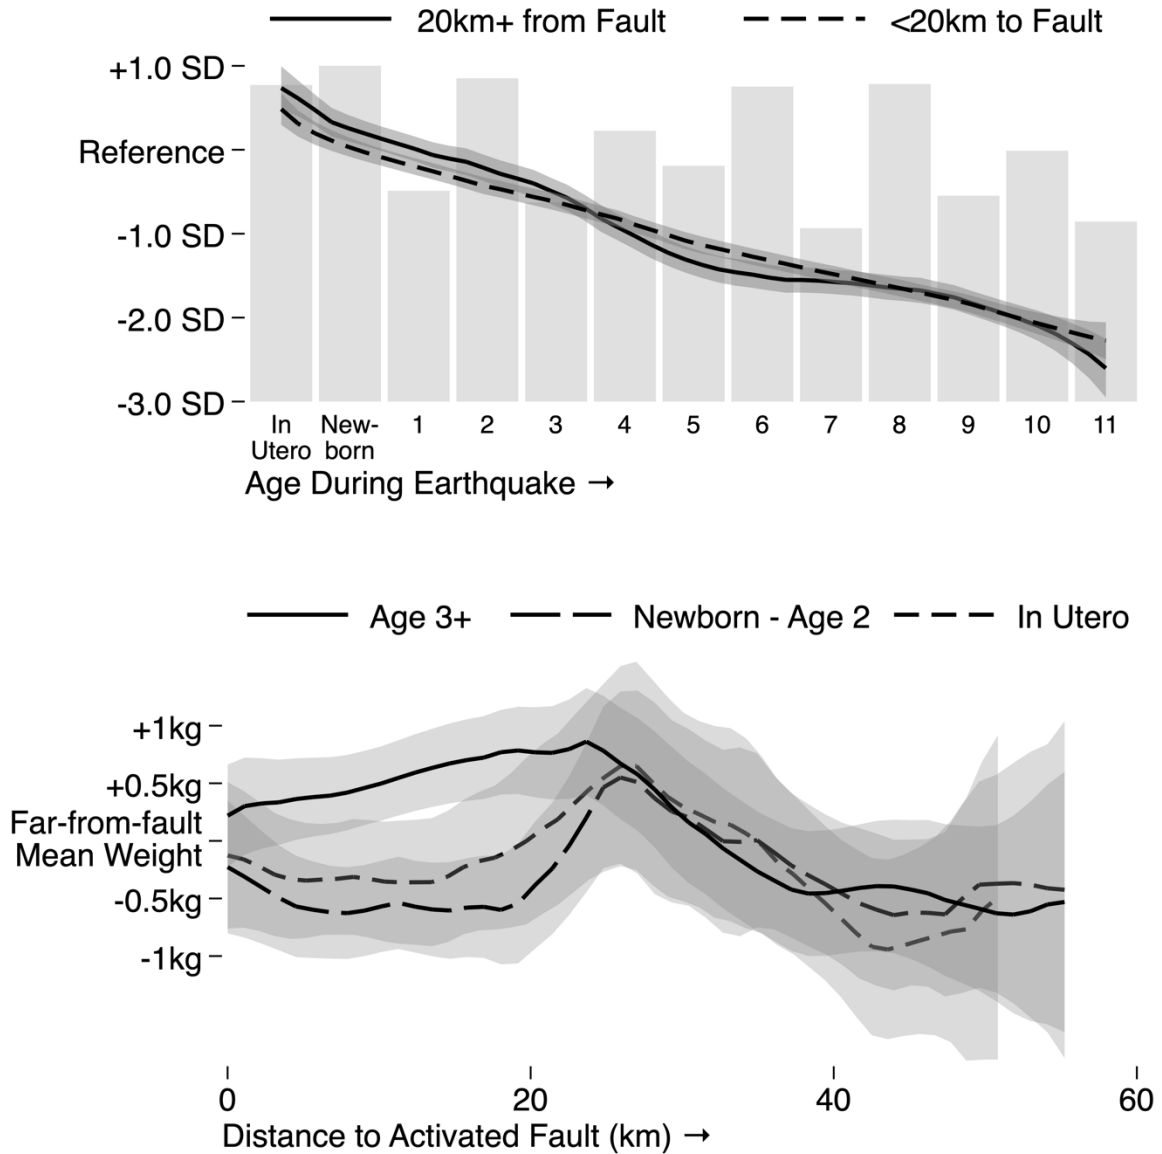 20km+ from Fault
<20km to Fault
+1.0 SD
Reference
-1.0 SD
-2.0 SD
-3.0 SD
In Utero
New-born
1
2
3
4
5
6
7
8
9
10
11
Age During Earthquake →
Age 3+
Newborn - Age 2
In Utero
+1kg
+0.5kg
Far-from-fault
Mean Weight
-0.5kg
-1kg
0
20
40
60
Distance to Activated Fault (km) →